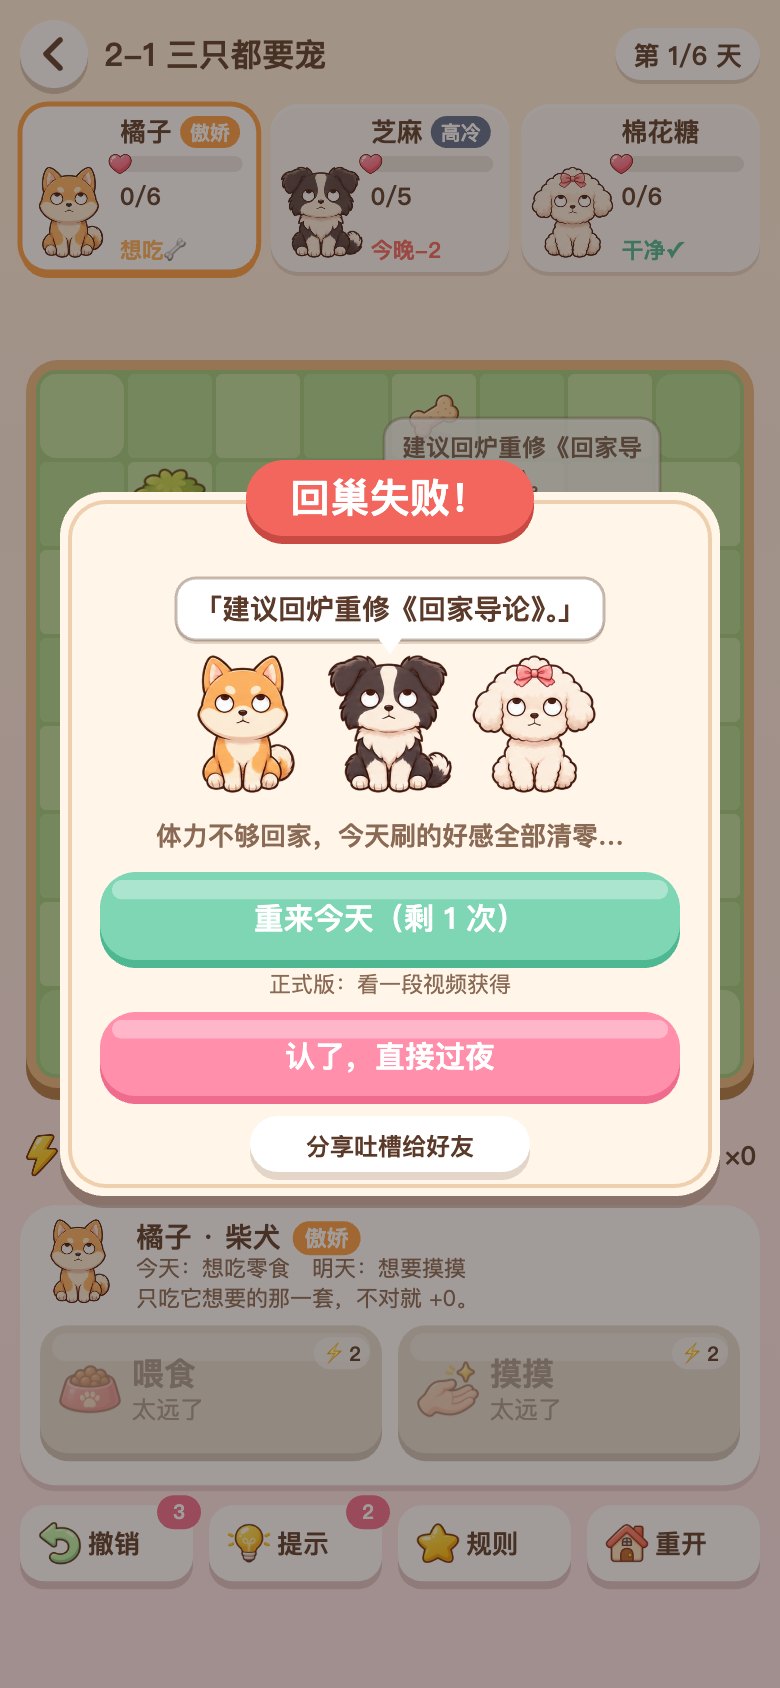 2-1 三只都要宠
第 1/6 天
橘子 傲娇
0/6
想吃
芝麻 高冷
0/5
今晚-2
棉花糖
0/6
干净✓
建议回炉重修《回家导
回巢失败！
「建议回炉重修《回家导论》。」
体力不够回家，今天刷的好感全部清零...
重来今天（剩 1 次）
正式版：看一段视频获得
认了，直接过夜
分享吐槽给好友
×0
橘子 · 柴犬 傲娇
今天：想吃零食 明天：想要摸摸
只吃它想要的那一套，不对就 +0。
喂食
2
太远了
摸摸
2
太远了
撤销
3
提示
2
规则
重开